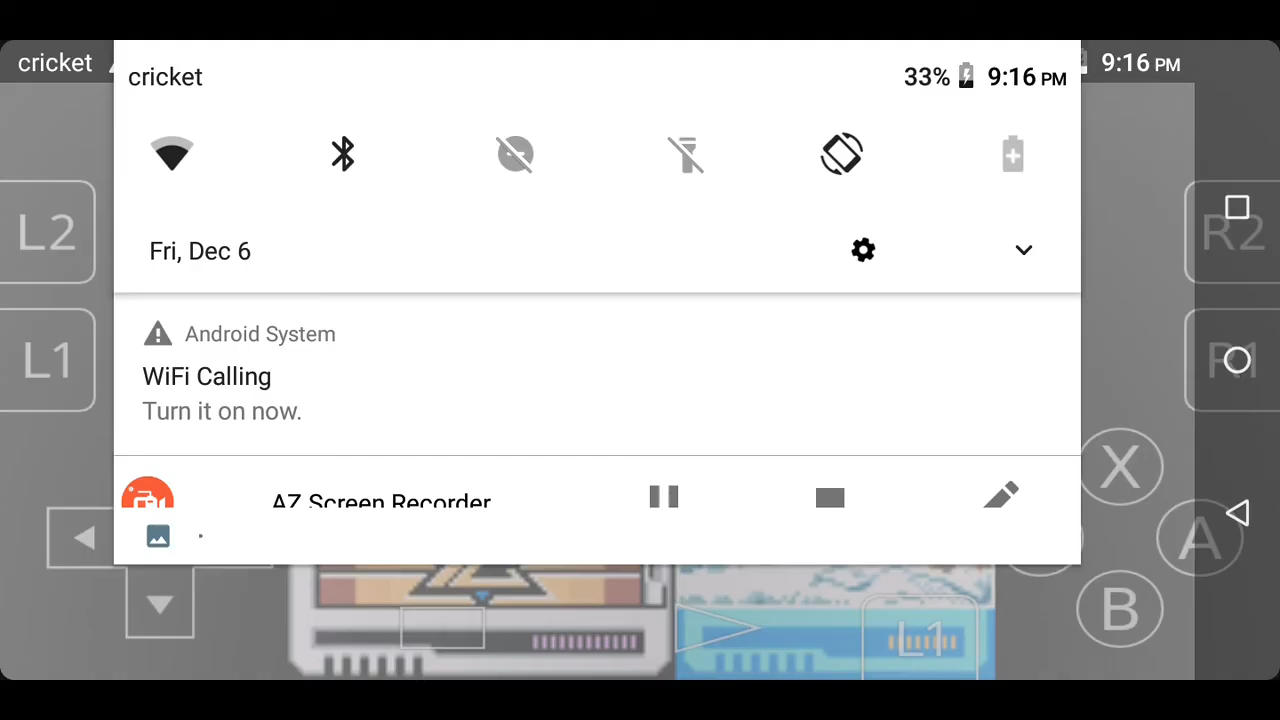 cricket
9:16 PM
cricket
33% 9:16 PM
Fri, Dec 6
Android System
WiFi Calling
Turn it on now.
AZ Screen Recorder
L2
R2
L1
R1
X
A
B
L1